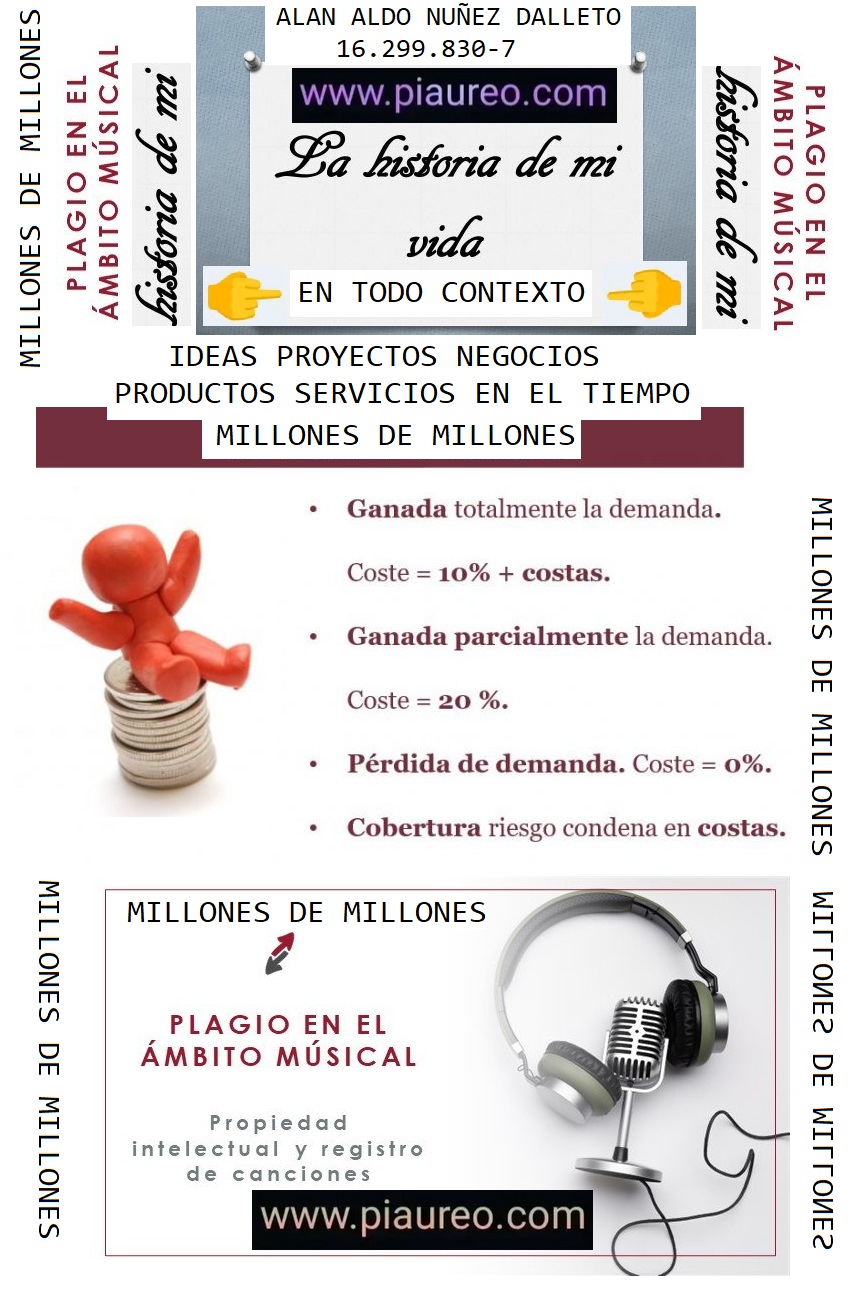 ALAN ALDO NUÑEZ DALLETO
16.299.830-7
www.piaureo.com
La historia de mi
vida
EN TODO CONTEXTO
MILLONES DE MILLONES
PLAGIO EN EL
ÁMBITO MÚSICAL
historia de mi
historia de mi
PLAGIO EN EL
ÁMBITO MÚSICAL
IDEAS PROYECTOS NEGOCIOS
PRODUCTOS SERVICIOS EN EL TIEMPO
MILLONES DE MILLONES
• Ganada totalmente la demanda.
Coste = 10% + costas.
• Ganada parcialmente la demanda.
Coste = 20 %.
• Pérdida de demanda. Coste = 0%.
• Cobertura riesgo condena en costas.
MILLONES DE MILLONES
MILLONES DE MILLONES
MILLONES DE MILLONES
PLAGIO EN EL
ÁMBITO MÚSICAL
Propiedad
intelectual y registro
de canciones
www.piaureo.com
MILLONES DE MILLONES